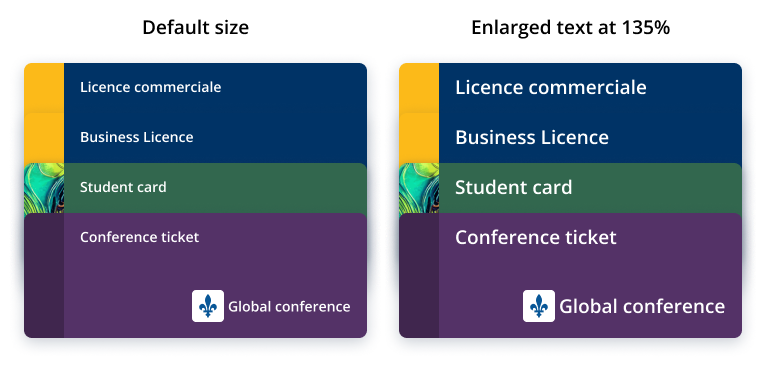 Default size
Licence commerciale
Business Licence
Student card
Conference ticket
Global conference
Enlarged text at 135%
Licence commerciale
Business Licence
Student card
Conference ticket
Global conference